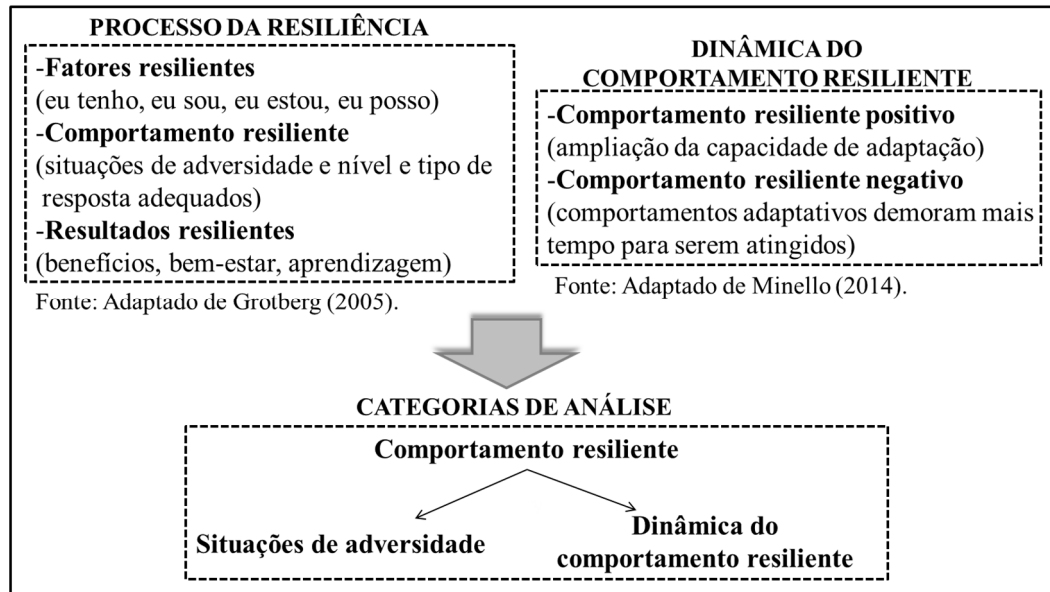 PROCESSO DA RESILIÊNCIA
-Fatores resilientes
(eu tenho, eu sou, eu estou, eu posso)
-Comportamento resiliente
(situações de adversidade e nível e tipo de
resposta adequados)
-Resultados resilientes
(benefícios, bem-estar, aprendizagem)
Fonte: Adaptado de Grotberg (2005).
DINÂMICA DO
COMPORTAMENTO RESILIENTE
-Comportamento resiliente positivo
(ampliação da capacidade de adaptação)
-Comportamento resiliente negativo
(comportamentos adaptativos demoram mais
tempo para serem atingidos)
Fonte: Adaptado de Minello (2014).
CATEGORIAS DE ANÁLISE
Comportamento resiliente
Situações de adversidade
Dinâmica do
comportamento resiliente